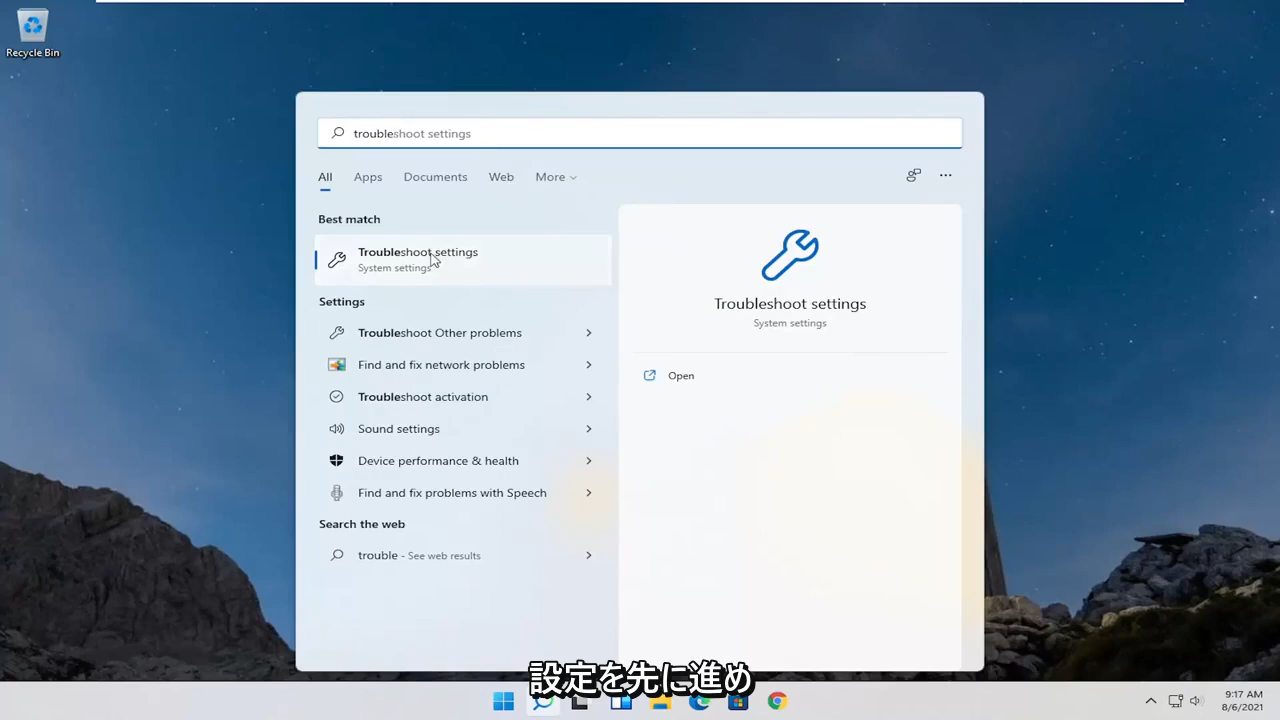 Recycle Bin
troubleshoot settings
All Apps Documents Web More
Best match
Troubleshoot settings
System settings
Settings
Troubleshoot Other problems
Find and fix network problems
Troubleshoot activation
Sound settings
Device performance & health
Find and fix problems with Speech
Search the web
trouble - See web results
Troubleshoot settings
System settings
Open
設定を先に進め
9:17 AM
8/6/2021